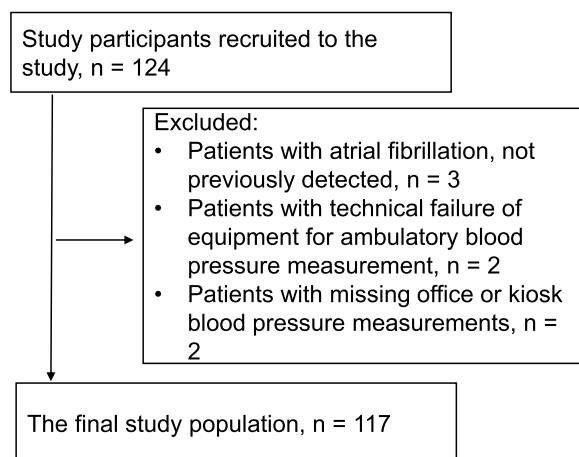 Study participants recruited to the
study, n = 124
Excluded:
• Patients with atrial fibrillation, not
previously detected, n = 3
• Patients with technical failure of
equipment for ambulatory blood
pressure measurement, n = 2
• Patients with missing office or kiosk
blood pressure measurements, n =
2
The final study population, n = 117